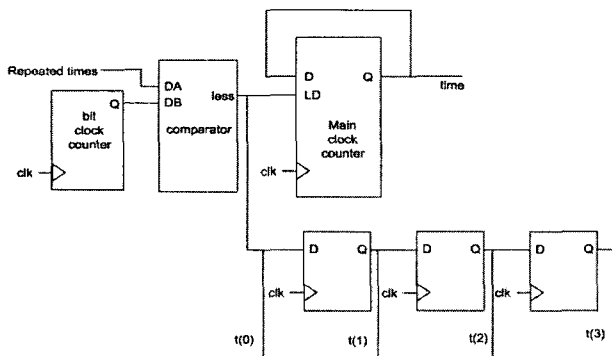 Repeated times
Q
bit
clock
counter
clk
DA
DB
less
comparator
D
Q
LD
Main
clock
counter
clk
time
D
Q
clk
D
Q
clk
D
Q
clk
t(0)
t(1)
t(2)
t(3)